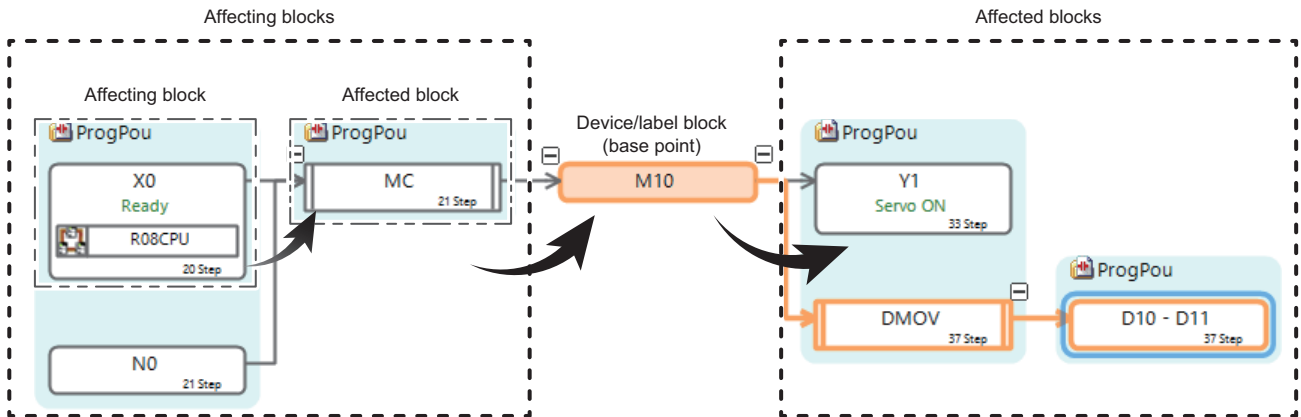 Affecting blocks
Affected blocks
Affecting block
Affected block
ProgPou
X0
Ready
R08CPU
20 Step
N0
21 Step
ProgPou
MC
21 Step
Device/label block
(base point)
M10
ProgPou
Y1
Servo ON
33 Step
DMOV
37 Step
ProgPou
D10 - D11
37 Step